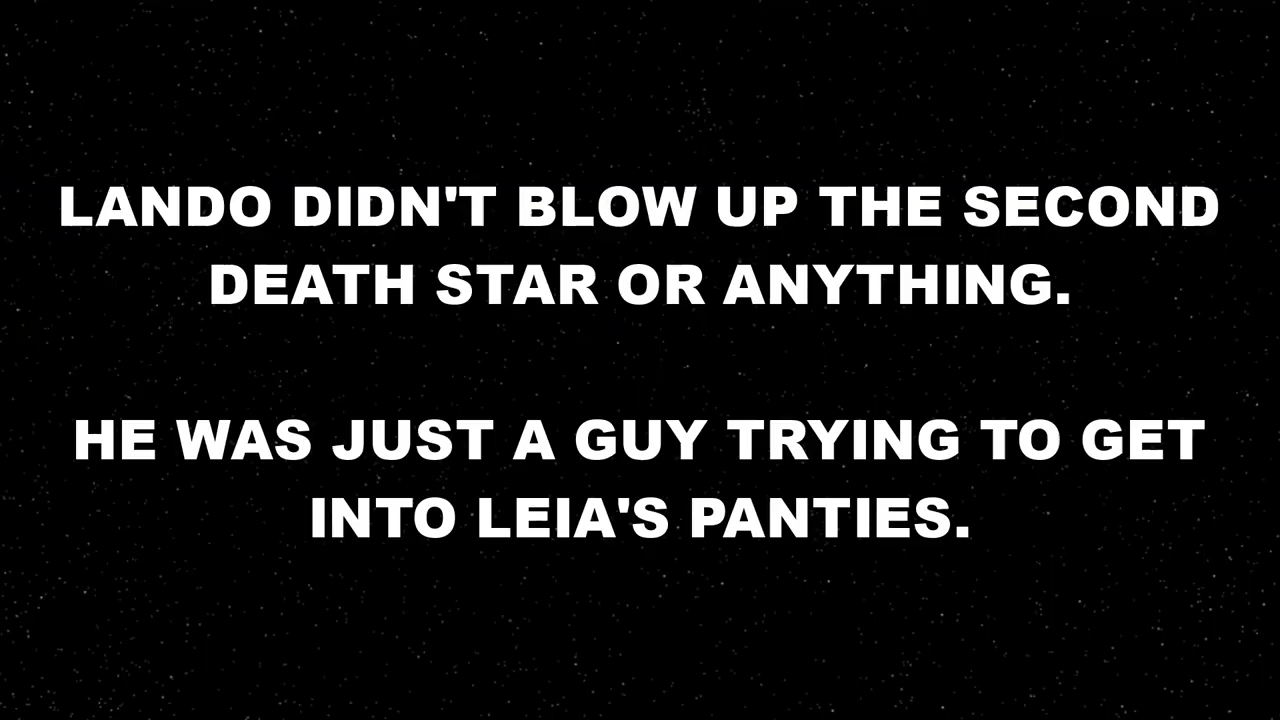 LANDO DIDN'T BLOW UP THE SECOND
DEATH STAR OR ANYTHING.
HE WAS JUST A GUY TRYING TO GET
INTO LEIA'S PANTIES.